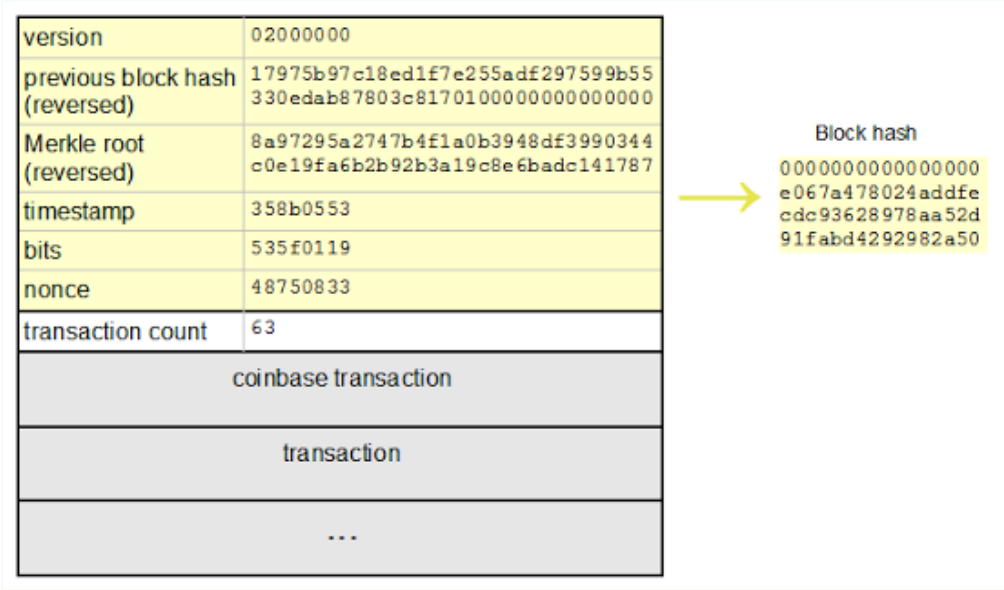 version 02000000
previous block hash 17975b97c18ed1f7e255adf297599b55
(reversed) 330edab87803c8170100000000000000
Merkle root 8a97295a2747b4f1a0b3948df3990344
(reversed) c0e19fa6b2b92b3a19c8e6badc141787
timestamp 358b0553
bits 535f0119
nonce 48750833
transaction count 63
coinbase transaction
transaction
...
Block hash
0000000000000000
e067a478024addfe
cdc93628978aa52d
91fabd4292982a50